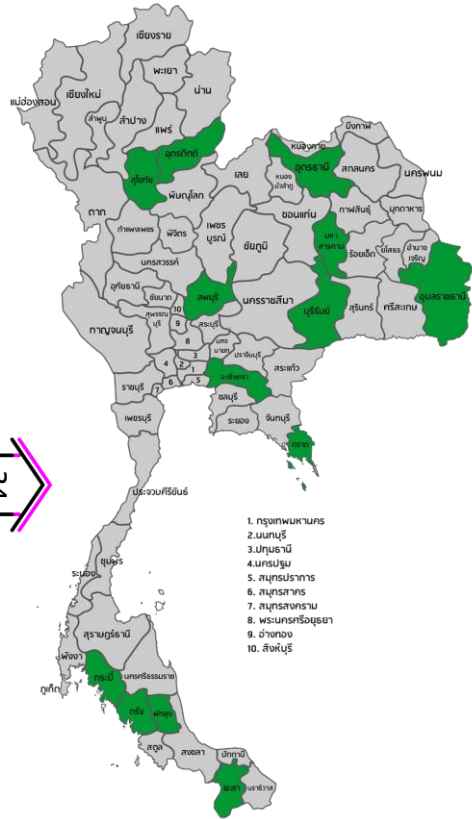 เชียงราย
พะเยา
น่าน
แม่ฮ่องสอน
เชียงใหม่
ลำพูน
ลำปาง
แพร่
อุตรดิตถ์
สุโขทัย
ตาก
พิษณุโลก
กำแพงเพชร
พิจิตร
เพชร
บูรณ์
เลย
หนองคาย
บึงกาฬ
หนอง
บัวลำภู
อุดรธานี
สกลนคร
นครพนม
ขอนแก่น
กาฬสินธุ์
มุกดาหาร
ชัยภูมิ
มหา
สารคาม
ร้อยเอ็ด
ยโสธร
อำนาจ
เจริญ
นครสวรรค์
อุทัยธานี
ชัยนาท
ลพบุรี
นครราชสีมา
บุรีรัมย์
สุรินทร์
ศรีสะเกษ
อุบลราชธานี
กาญจนบุรี
สุพรรณ
บุรี
10
9
8
สระบุรี
นคร
นายก
ปราจีนบุรี
สระแก้ว
4
2
3
1
5
6
7
ฉะเชิงเทรา
ราชบุรี
ชลบุรี
เพชรบุรี
ระยอง
จันทบุรี
ตราด
ประจวบคีรีขันธ์
24
ชุมพร
ระนอง
สุราษฎร์ธานี
พังงา
ภูเก็ต
กระบี่
นครศรีธรรมราช
ตรัง
พัทลุง
สตูล
สงขลา
ปัตตานี
ยะลา
นราธิวาส
1. กรุงเทพมหานคร
2.นนทบุรี
3.ปทุมธานี
4.นครปฐม
5. สมุทรปราการ
6. สมุทรสาคร
7. สมุทรสงคราม
8. พระนครศรีอยุธยา
9. อ่างทอง
10. สิงห์บุรี